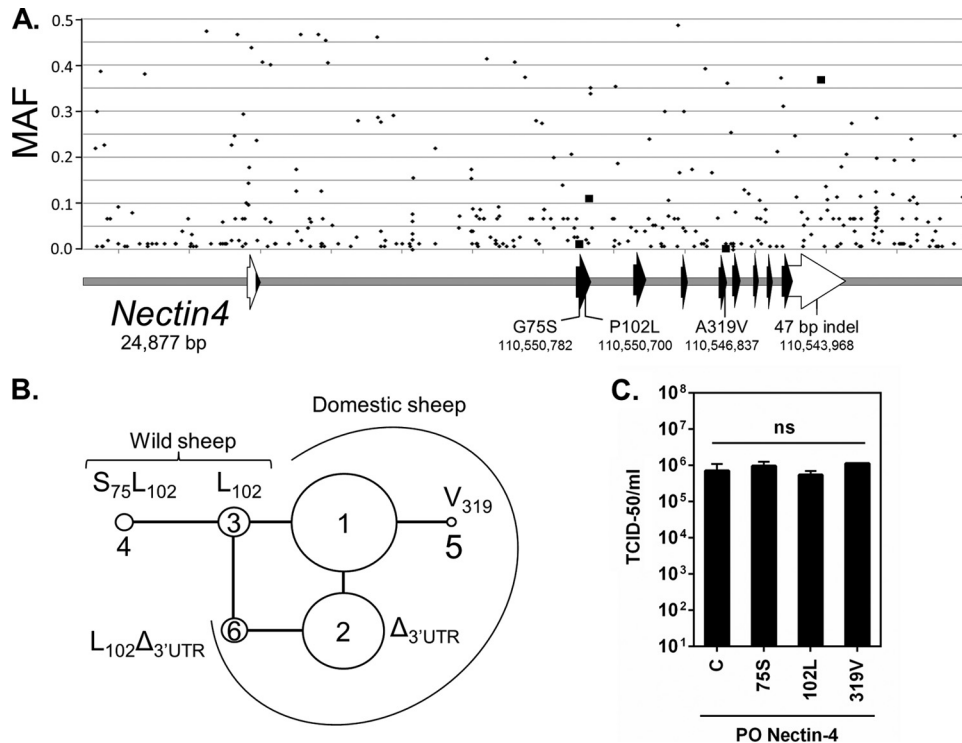 A.
MAF
0.5
0.4
0.3
0.2
0.1
0.0
Nectin4
24,877 bp
G75S
110,550,782
P102L
110,550,700
A319V
110,546,837
47 bp indel
110,543,968
B.
Domestic sheep
Wild sheep
S75L102
L102
V319
4
3
1
5
6
2
L102Δ3'UTR
Δ3'UTR
C.
TCID-50/ml
10^8
10^7
10^6
10^5
10^4
10^3
10^2
10^1
ns
C
75S
102L
319V
PO Nectin-4